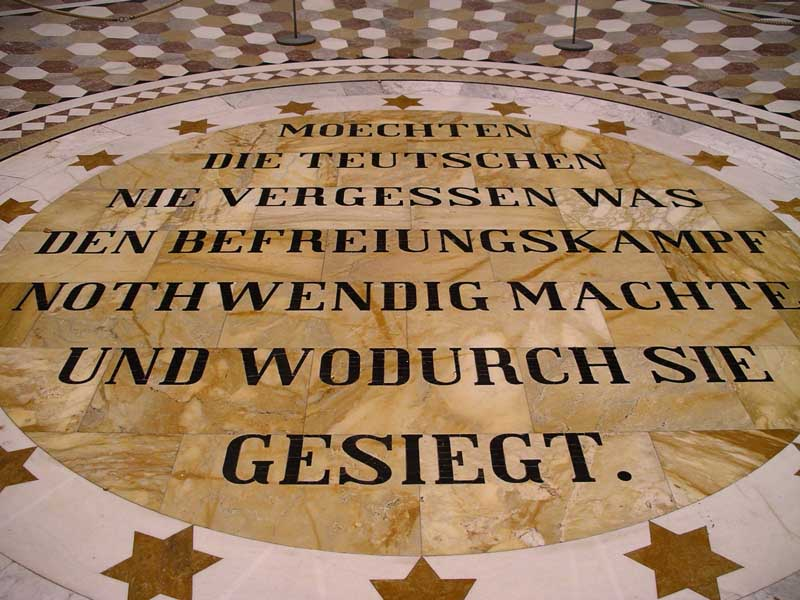 MOECHTEN
DIE TEUTSCHEN
NIE VERGESSEN WAS
DEN BEFREIUNGSKAMPF
NOTHWENDIG MACHTE
UND WODURCH SIE
GESIEGT.